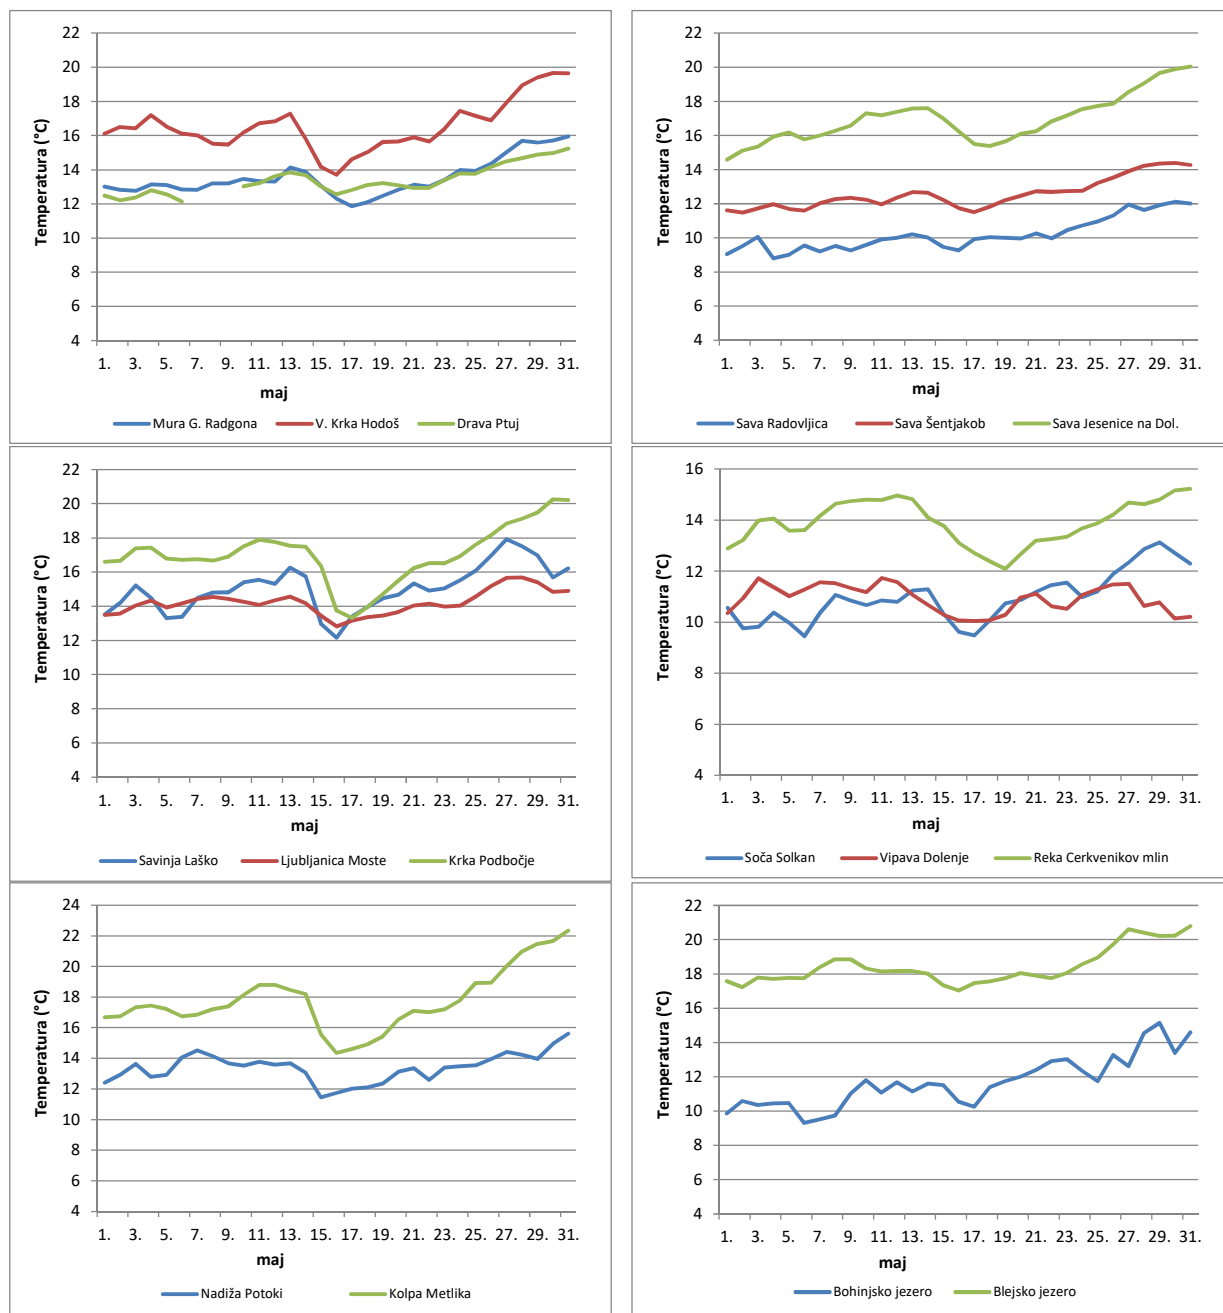 Temperatura (°C)
22
20
18
16
14
12
10
8
6
4
1. 3. 5. 7. 9. 11. 13. 15. 17. 19. 21. 23. 25. 27. 29. 31.
maj
Mura G. Radgona V. Krka Hodoš Drava Ptuj
Temperatura (°C)
22
20
18
16
14
12
10
8
6
4
1. 3. 5. 7. 9. 11. 13. 15. 17. 19. 21. 23. 25. 27. 29. 31.
maj
Sava Radovljica Sava Šentjakob Sava Jesenice na Dol.
Temperatura (°C)
22
20
18
16
14
12
10
8
6
4
1. 3. 5. 7. 9. 11. 13. 15. 17. 19. 21. 23. 25. 27. 29. 31.
maj
Savinja Laško Ljubljanica Moste Krka Podbočje
Temperatura (°C)
16
14
12
10
8
6
4
1. 3. 5. 7. 9. 11. 13. 15. 17. 19. 21. 23. 25. 27. 29. 31.
maj
Soča Solkan Vipava Dolenje Reka Cerkvenikov mlin
Temperatura (°C)
24
22
20
18
16
14
12
10
8
6
4
1. 3. 5. 7. 9. 11. 13. 15. 17. 19. 21. 23. 25. 27. 29. 31.
maj
Nadiža Potoki Kolpa Metlika
Temperatura (°C)
22
20
18
16
14
12
10
8
6
4
1. 3. 5. 7. 9. 11. 13. 15. 17. 19. 21. 23. 25. 27. 29. 31.
maj
Bohinjsko jezero Blejsko jezero